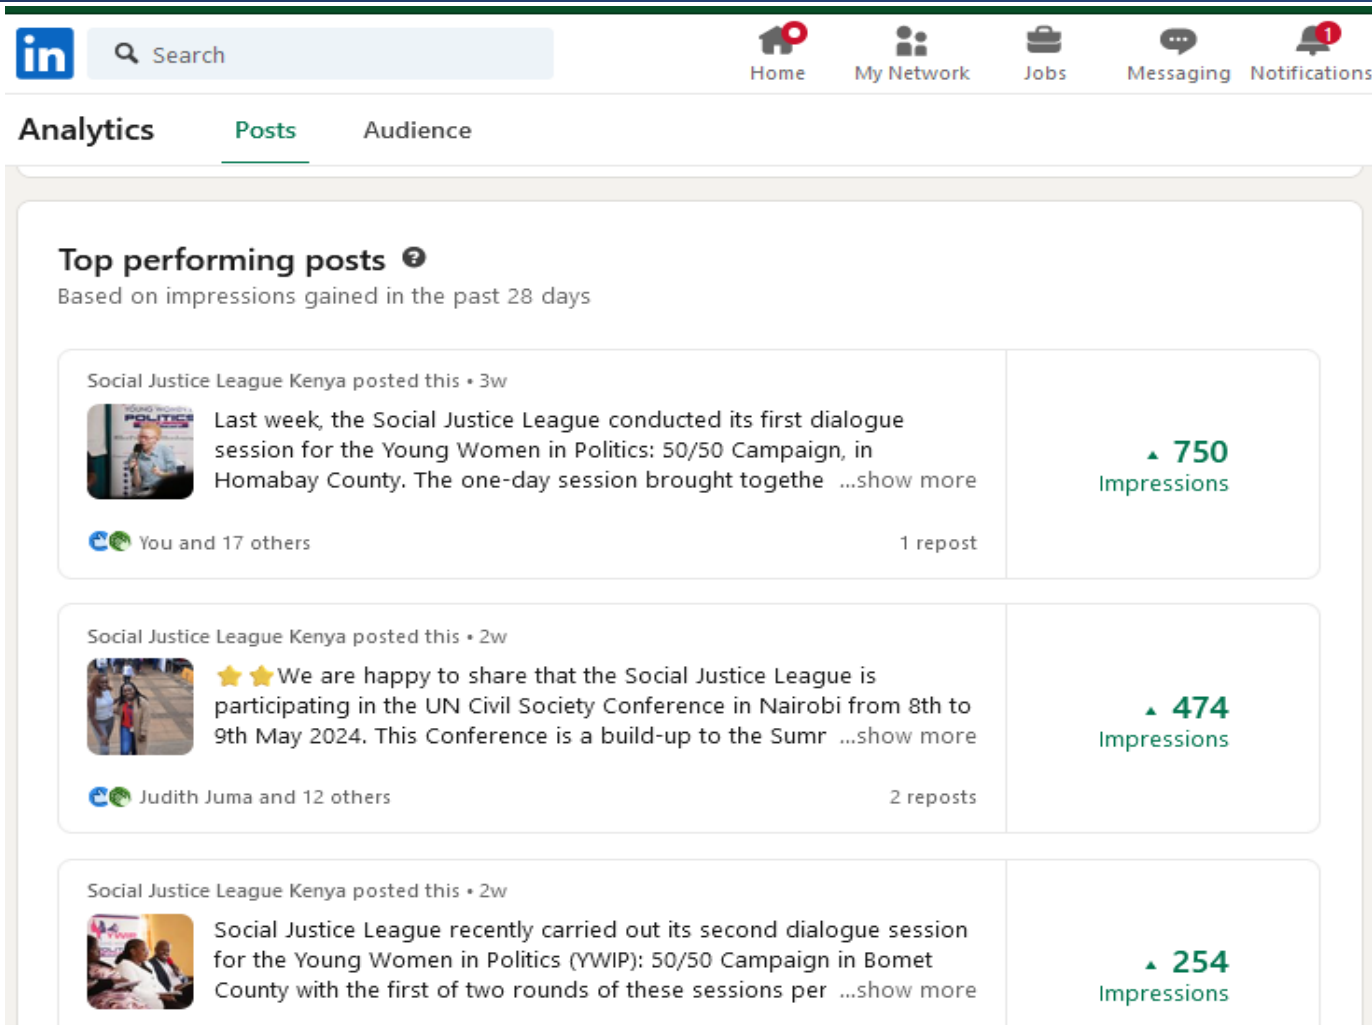 in
Search
Home
My Network
Jobs
Messaging
1
Notifications
Analytics
Posts
Audience
Top performing posts ?
Based on impressions gained in the past 28 days
Social Justice League Kenya posted this • 3w
YOUNG WOMEN
POLITICS
Last week, the Social Justice League conducted its first dialogue
session for the Young Women in Politics: 50/50 Campaign, in
Homabay County. The one-day session brought togethe ...show more
You and 17 others
1 repost
▲ 750
Impressions
Social Justice League Kenya posted this • 2w
⭐ ⭐We are happy to share that the Social Justice League is
participating in the UN Civil Society Conference in Nairobi from 8th to
9th May 2024. This Conference is a build-up to the Sumr ...show more
Judith Juma and 12 others
2 reposts
▲ 474
Impressions
Social Justice League Kenya posted this • 2w
YWIP
Social Justice League recently carried out its second dialogue session
for the Young Women in Politics (YWIP): 50/50 Campaign in Bomet
County with the first of two rounds of these sessions per ...show more
▲ 254
Impressions